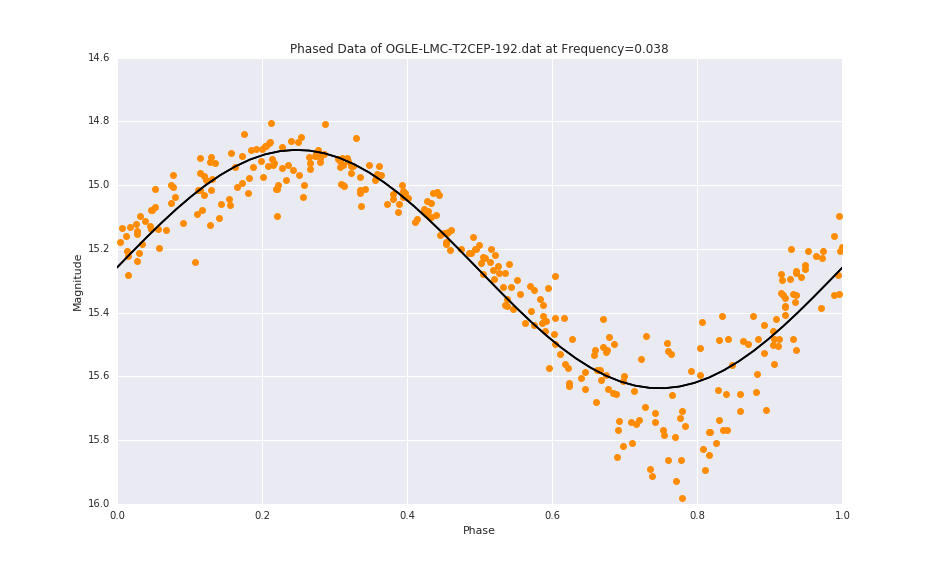 Phased Data of OGLE-LMC-T2CEP-192.dat at Frequency=0.038
14.6
14.8
15.0
15.2
15.4
15.6
15.8
16.0
Magnitude
0.0 0.2 0.4 0.6 0.8 1.0
Phase